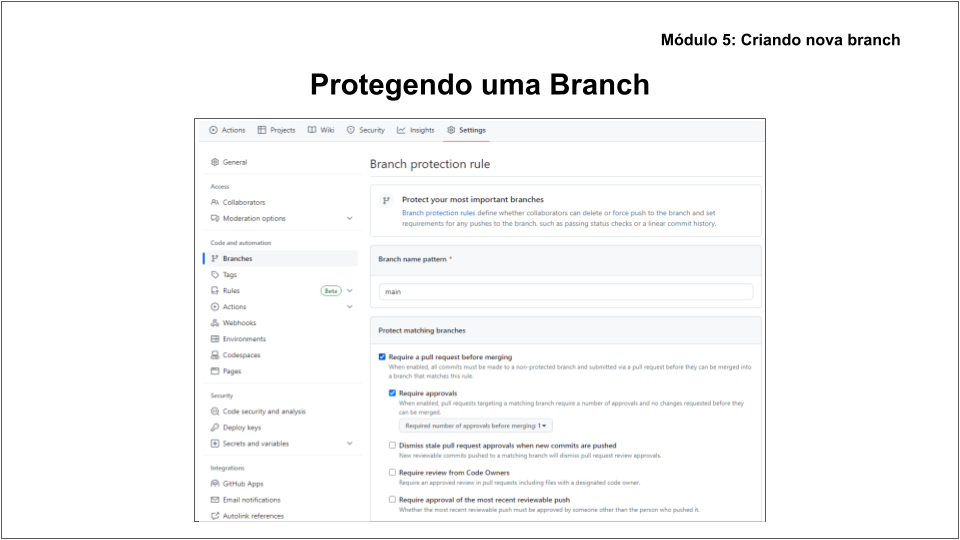 Módulo 5: Criando nova branch
Protegendo uma Branch
Actions Projects Wiki Security Insights Settings
General
Access
Collaborators
Moderation options
Code and automation
Branches
Tags
Rules Beta
Actions
Webhooks
Environments
Codespaces
Pages
Security
Code security and analysis
Deploy keys
Secrets and variables
Integrations
GitHub Apps
Email notifications
Autolink references
Branch protection rule
Protect your most important branches
Branch protection rules define whether collaborators can delete or force push to the branch and set
requirements for any pushes to the branch, such as passing status checks or a linear commit history.
Branch name pattern *
main
Protect matching branches
Require a pull request before merging
When enabled, all commits must be made to a non-protected branch and submitted via a pull request before they can be merged into
a branch that matches this rule.
Require approvals
When enabled, pull requests targeting a matching branch require a number of approvals and no changes requested before they
can be merged.
Required number of approvals before merging: 1
Dismiss stale pull request approvals when new commits are pushed
New reviewable commits pushed to a matching branch will dismiss pull request review approvals.
Require review from Code Owners
Require an approved review in pull requests including files with a designated code owner.
Require approval of the most recent reviewable push
Whether the most recent reviewable push must be approved by someone other than the person who pushed it.